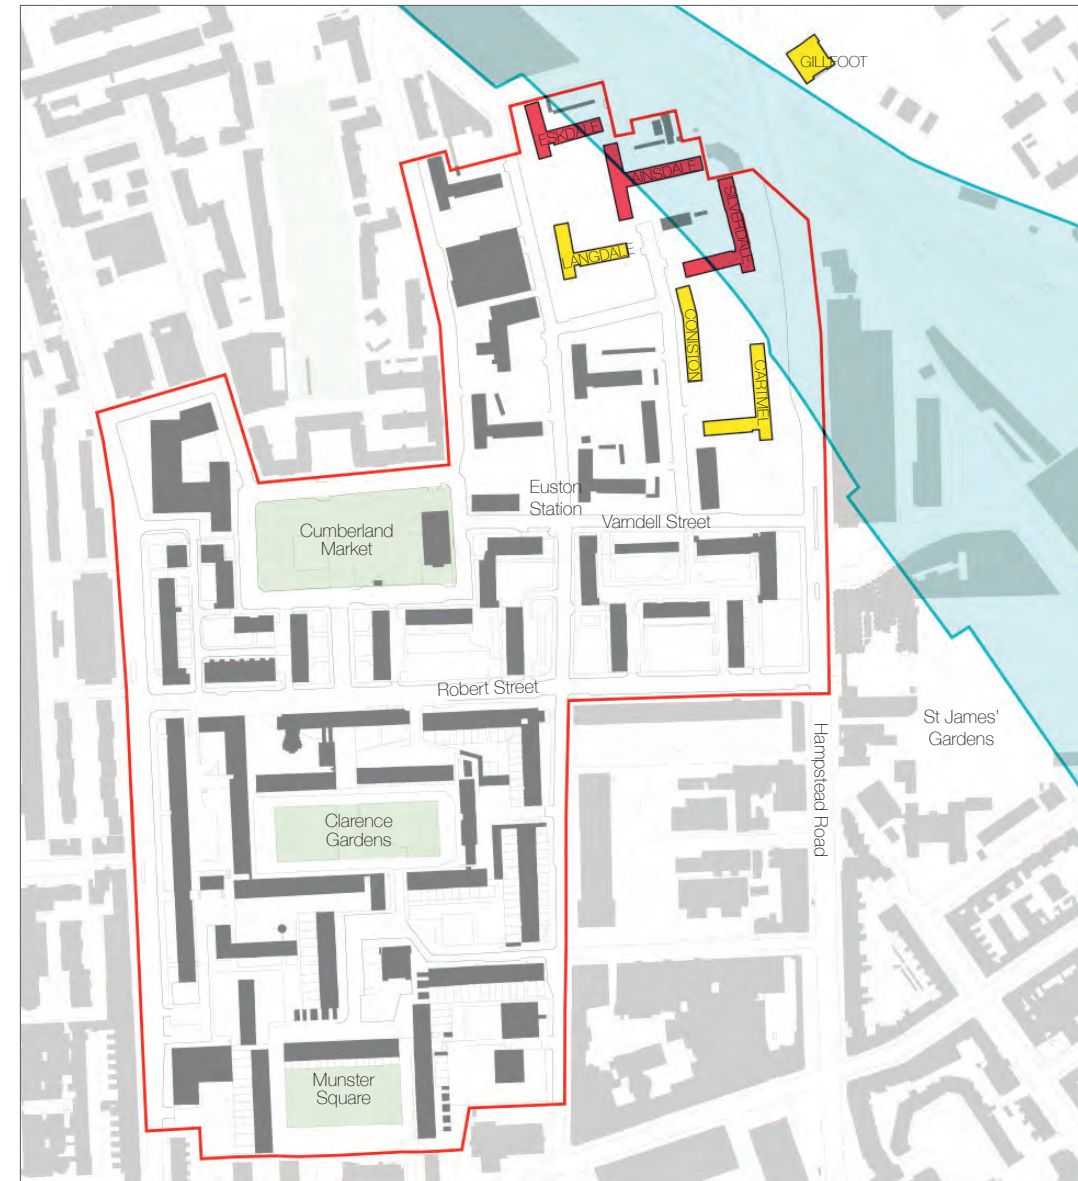 GILLFOOT
ESKDALE
AINSDALE
SILVERDALE
LANGDALE
CONISTON
CARTMEL
Euston
Station
Varndell Street
Cumberland
Market
Robert Street
St James'
Gardens
Hampstead Road
Clarence
Gardens
Munster
Square